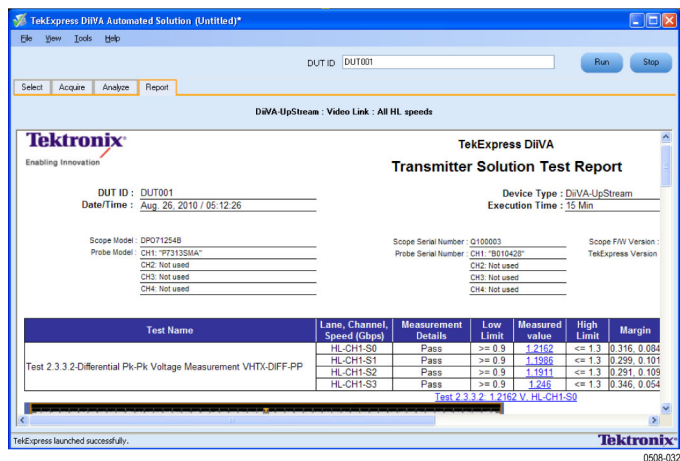 TekExpress DiiVA Automated Solution (Untitled)*
File View Tools Help
DUT ID DUT001 Run Stop
Select Acquire Analyze Report
DiiVA-UpStream : Video Link : All HL speeds
Tektronix
Enabling Innovation
TekExpress DiiVA
Transmitter Solution Test Report
DUT ID : DUT001
Date/Time : Aug. 26, 2010 / 05:12:26
Device Type : DiiVA-UpStream
Execution Time : 15 Min
Scope Model : DPO71254B
Probe Model : CH1: "P7313SMA"
CH2: Not used
CH3: Not used
CH4: Not used
Scope Serial Number : Q100003
Probe Serial Number : CH1: "B010428"
CH2: Not used
CH3: Not used
CH4: Not used
Scope F/W Version :
TekExpress Version
Test Name
Lane, Channel, Speed (Gbps)
Measurement Details
Low Limit
Measured value
High Limit
Margin
Test 2.3.3.2-Differential Pk-Pk Voltage Measurement VHTX-DIFF-PP
HL-CH1-S0 Pass >= 0.9 1.2162 <= 1.3 0.316, 0.084
HL-CH1-S1 Pass >= 0.9 1.1986 <= 1.3 0.299, 0.101
HL-CH1-S2 Pass >= 0.9 1.1911 <= 1.3 0.291, 0.109
HL-CH1-S3 Pass >= 0.9 1.246 <= 1.3 0.346, 0.054
Test 2.3.3.2: 1.2162 V, HL-CH1-S0
TekExpress launched successfully.
Tektronix
0508-032